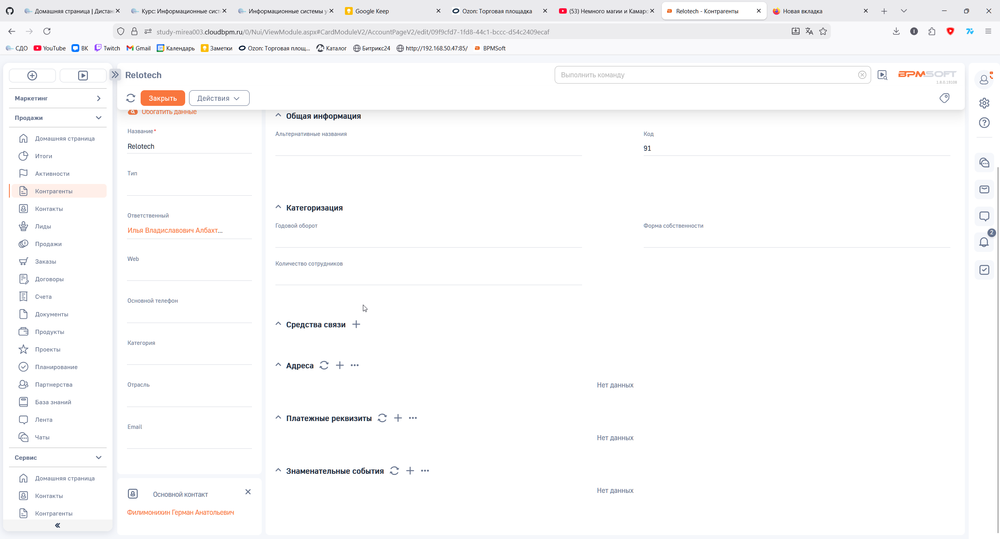 Домашняя страница | Дистан
Курс: Информационные сист
Информационные системы у
Google Keep
Ozon: Торговая площадка
(53) Немного магии и Камаро
Relotech - Контрагенты
Новая вкладка
study-mirea003.cloudbpm.ru/0/Nui/ViewModule.aspx#CardModuleV2/AccountPageV2/edit/09f9cfd7-1fd8-44c1-bccc-d54c2409ecaf
СДО
YouTube
ВК
Twitch
Gmail
31
Календарь
Заметки
Ozon: Торговая площ...
Каталог
Битрикс24
http://192.168.50.47:85/
BPMSoft
Relotech
Выполнить команду
BPMSOFT
1.8.0.19108
Закрыть
Действия
Маркетинг
Продажи
Домашняя страница
Итоги
Активности
Контрагенты
Контакты
Лиды
Продажи
Заказы
Договоры
Счета
Документы
Продукты
Проекты
Планирование
Партнерства
База знаний
Лента
Чаты
Сервис
Домашняя страница
Контакты
Контрагенты
Обогатить данные
Название*
Relotech
Тип
Ответственный
Илья Владиславович Албахт...
Web
Основной телефон
Категория
Отрасль
Email
Основной контакт
Филимонихин Герман Анатольевич
Общая информация
Альтернативные названия
Код
91
Категоризация
Годовой оборот
Форма собственности
Количество сотрудников
Средства связи
Адреса
Нет данных
Платежные реквизиты
Нет данных
Знаменательные события
Нет данных
2